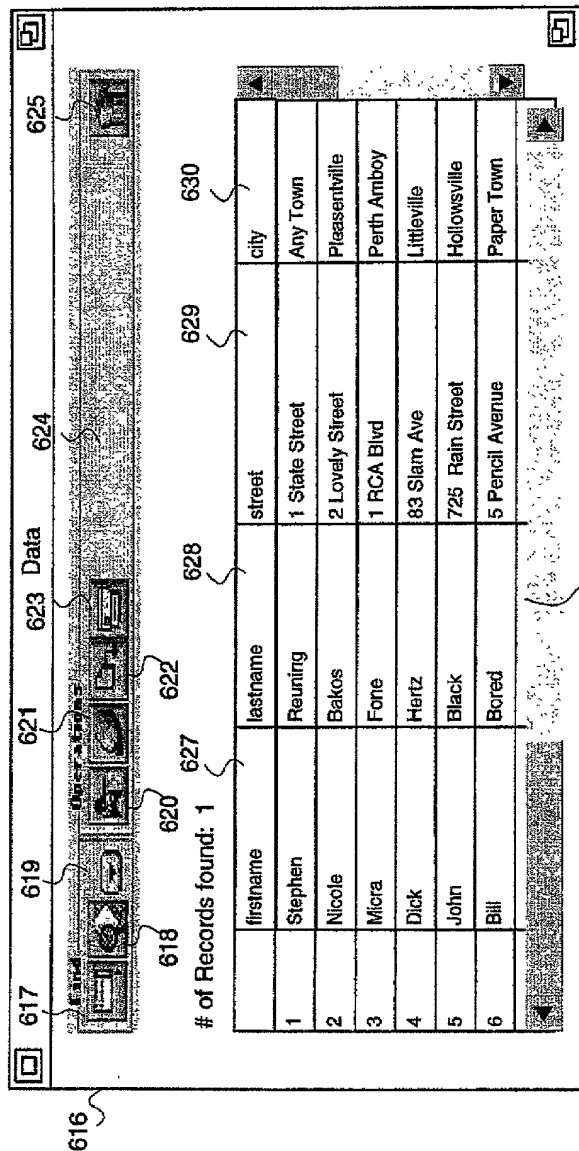 616
Data
617
618
619
620
621
622
623
624
625
Find
Operations
# of Records found: 1
627
628
629
630
firstname lastname street city
1 Stephen Reuning 1 State Street Any Town
2 Nicole Bakos 2 Lovely Street Pleasentville
3 Micra Fone 1 RCA Blvd Perth Amboy
4 Dick Hertz 83 Slam Ave Littleville
5 John Black 725 Rain Street Hollowsville
6 Bill Bored 5 Pencil Avenue Paper Town